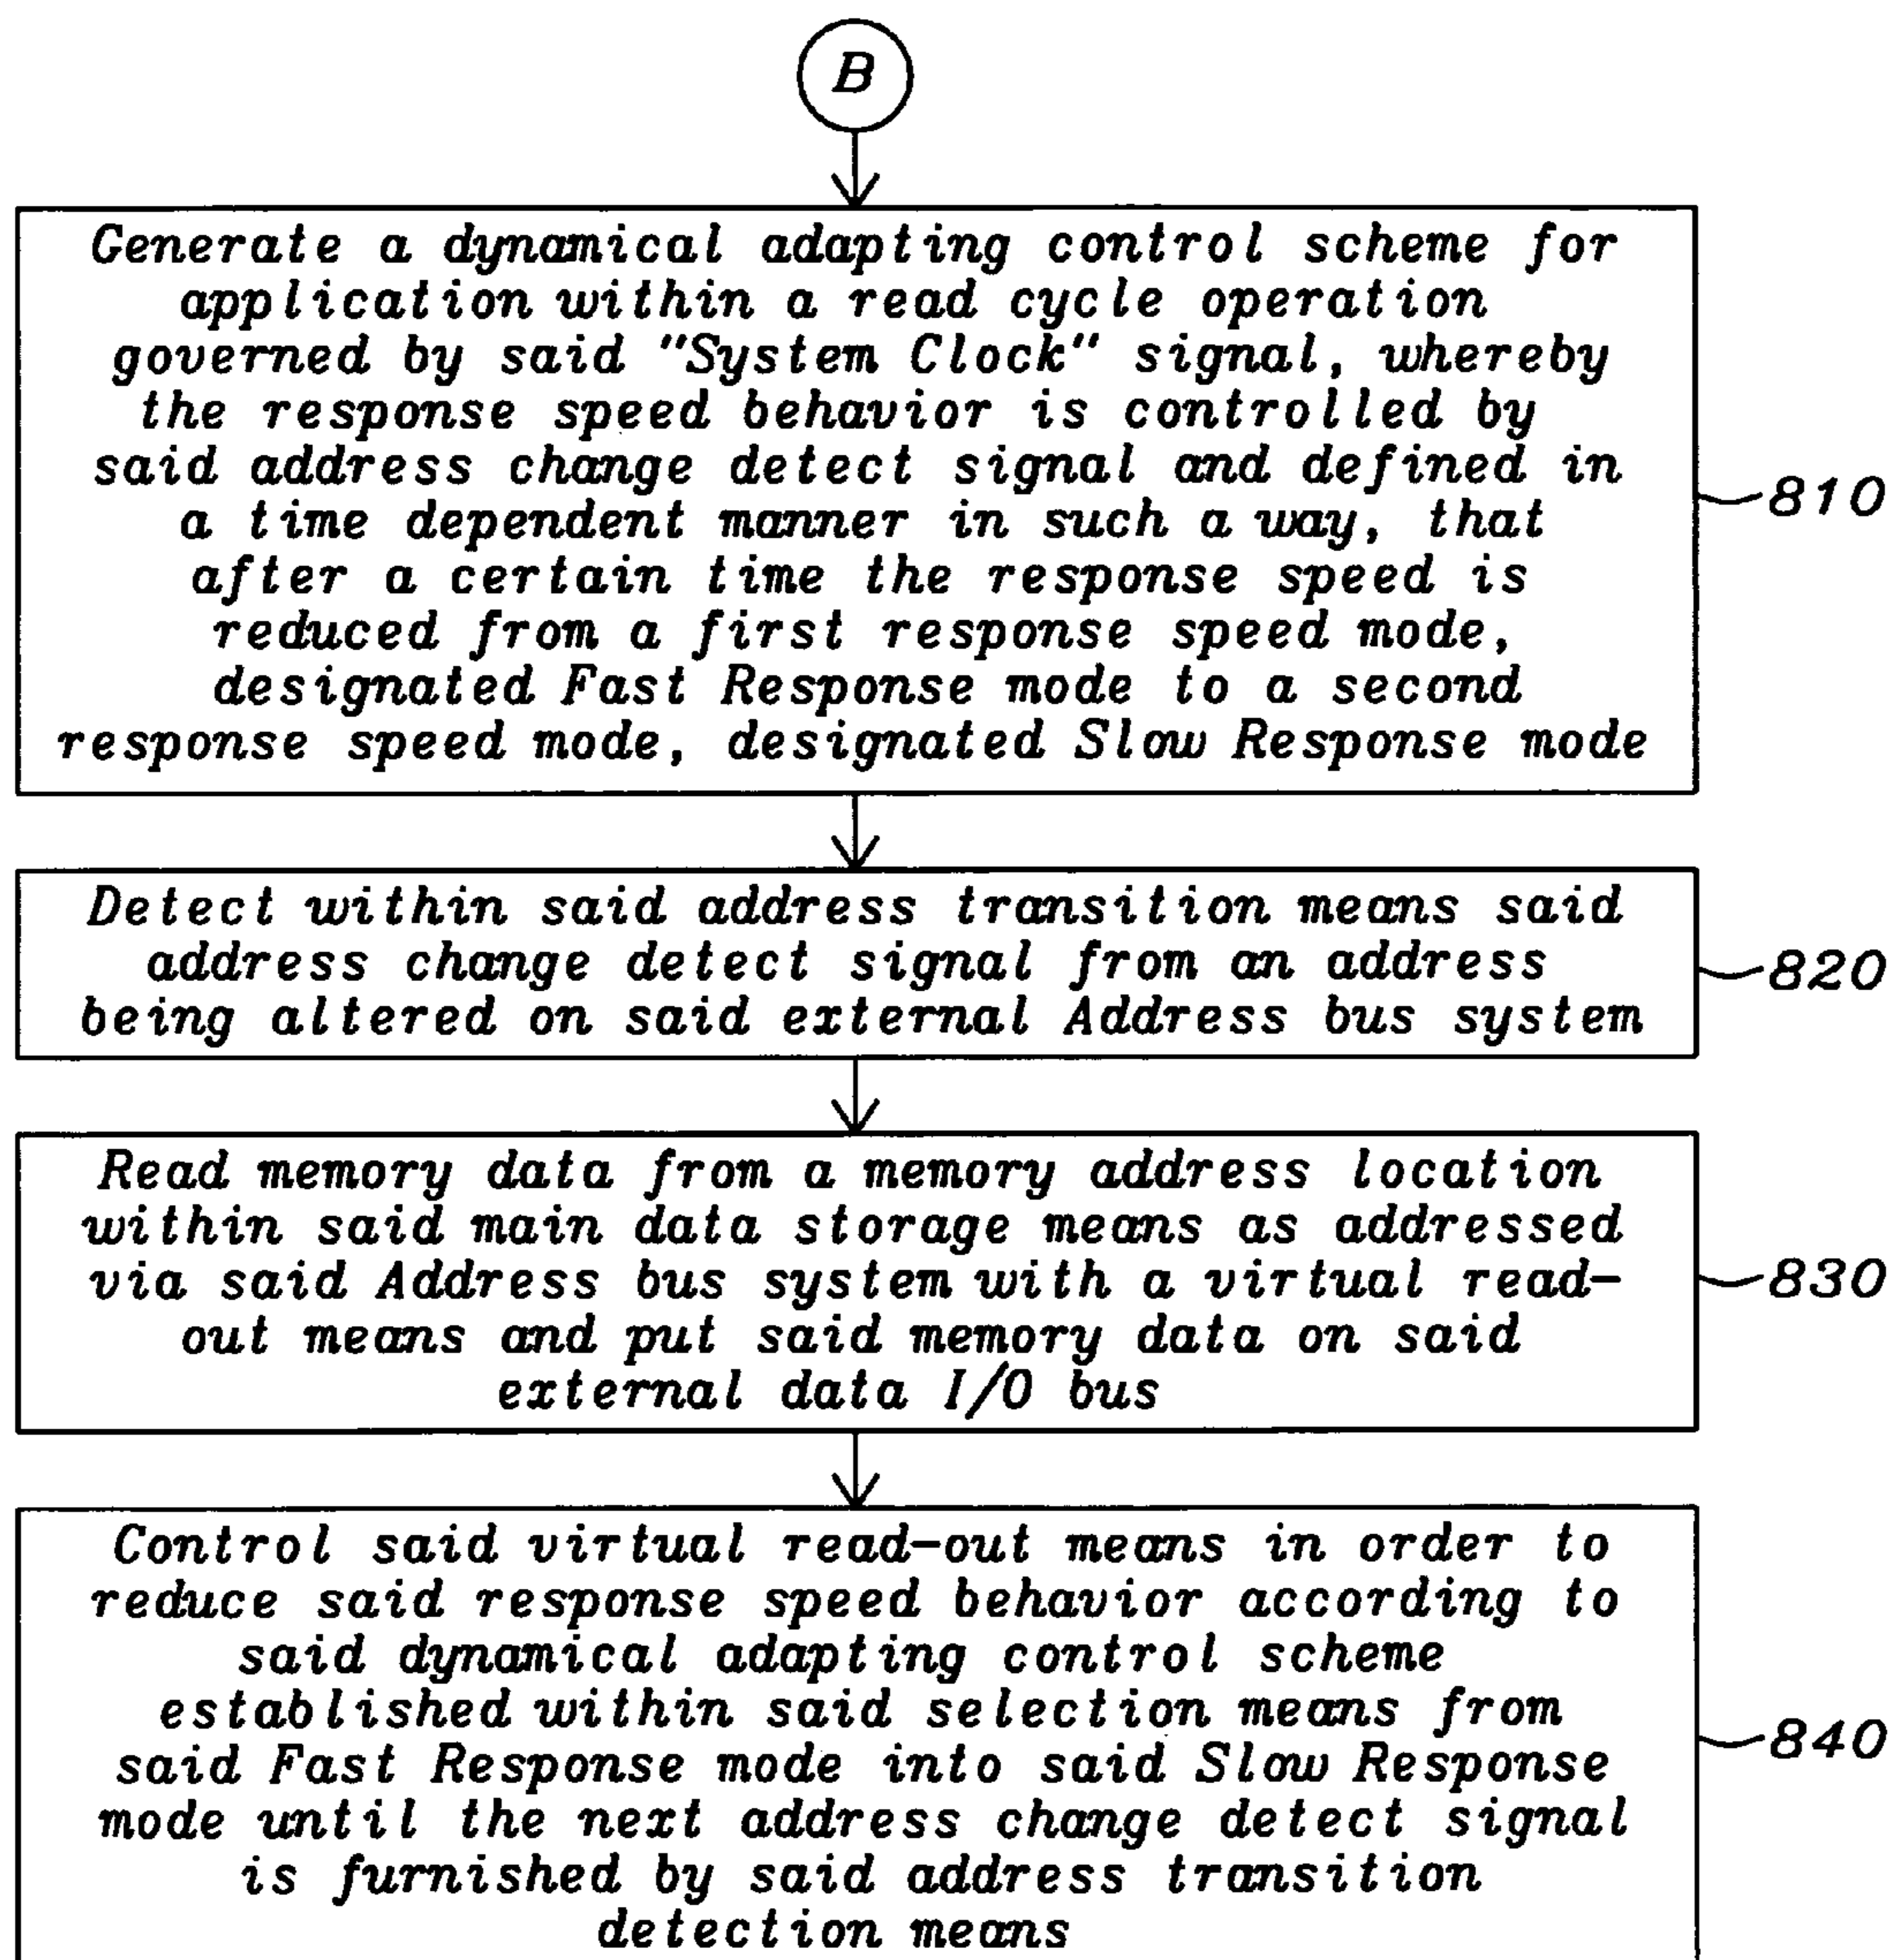 B
Generate a dynamical adapting control scheme for
application within a read cycle operation
governed by said "System Clock" signal, whereby
the response speed behavior is controlled by
said address change detect signal and defined in
a time dependent manner in such a way, that
after a certain time the response speed is
reduced from a first response speed mode,
designated Fast Response mode to a second
response speed mode, designated Slow Response mode
810
Detect within said address transition means said
address change detect signal from an address
being altered on said external Address bus system
820
Read memory data from a memory address location
within said main data storage means as addressed
via said Address bus system with a virtual read-
out means and put said memory data on said
external data I/O bus
830
Control said virtual read-out means in order to
reduce said response speed behavior according to
said dynamical adapting control scheme
established within said selection means from
said Fast Response mode into said Slow Response
mode until the next address change detect signal
is furnished by said address transition
detection means
840